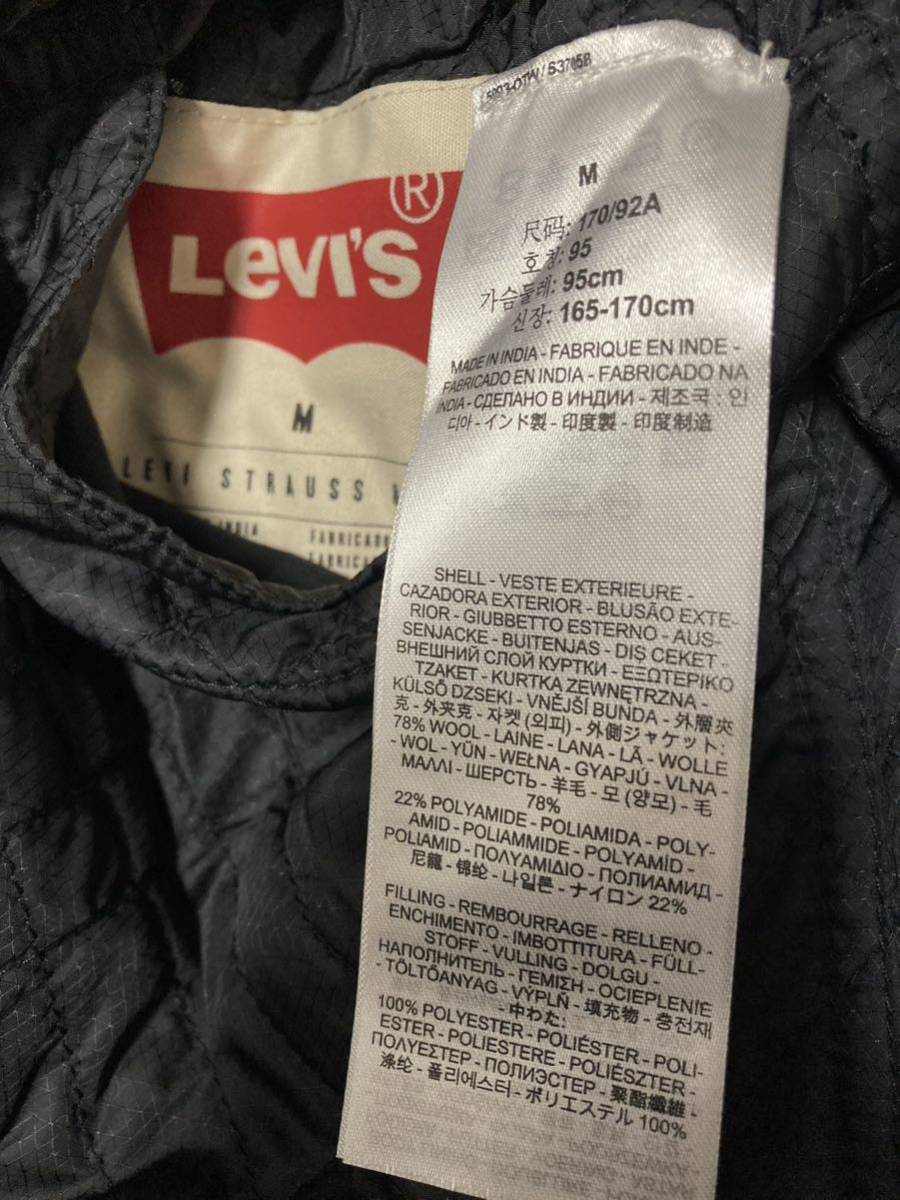 LEVI'S
®
M
LEVI STRAUSS
INDIA
FABRICADO
M
尺码: 170/92A
호칭: 95
가슴둘레: 95cm
신장: 165-170cm
MADE IN INDIA - FABRIQUE EN INDE -
FABRICADO EN INDIA - FABRICADO NA
INDIA - СДЕЛАНО В ИНДИИ - 제조국 : 인
디아 - インド製 - 印度製 - 印度制造
SHELL - VESTE EXTERIEURE -
CAZADORA EXTERIOR - BLUSÃO EXTE-
RIOR - GIUBBETTO ESTERNO - AUS-
SENJACKE - BUITENJAS - DIŞ CEKET -
ВНЕШНИЙ СЛОЙ КУРТКИ - ΕΞΩΤΕΡΙΚΟ
ΤΖΑΚΕΤ - KURTKA ZEWNĘTRZNA -
KÜLSŐ DZSEKI - VNĚJŠÍ BUNDA - 外層夾
克 - 外夹克 - 자켓 (외피) - 外側ジャケット:
78% WOOL - LAINE - LANA - LÃ - WOLLE
- WOL - YÜN - WEŁNA - GYAPJÚ - VLNA -
ΜΑΛΛΙ - ШЕРСТЬ - 羊毛 - 모 (양모) - 毛
78%
22% POLYAMIDE - POLIAMIDA - POLY-
AMID - POLIAMMIDE - POLYAMİD -
POLIAMID - ΠΟΛΥΑΜΙΔΙΟ - ПОЛИАМИД -
尼龍 - 锦纶 - 나일론 - ナイロン 22%
FILLING - REMBOURRAGE - RELLENO -
ENCHIMENTO - IMBOTTITURA - FÜLL-
STOFF - VULLING - DOLGU -
НАПОЛНИТЕЛЬ - ΓΕΜΙΣΗ - OCIEPLENIE
- TÖLTŐANYAG - VÝPLŇ - 填充物 - 충전재
- 中わた:
100% POLYESTER - POLIÉSTER - POLI-
ESTER - POLIESTERE - POLIÉSZTER -
ΠΟΛΥΕΣΤΕΡ - ПОЛИЭСТЕР - 聚酯纖維 -
涤纶 - 폴리에스터 - ポリエステル 100%